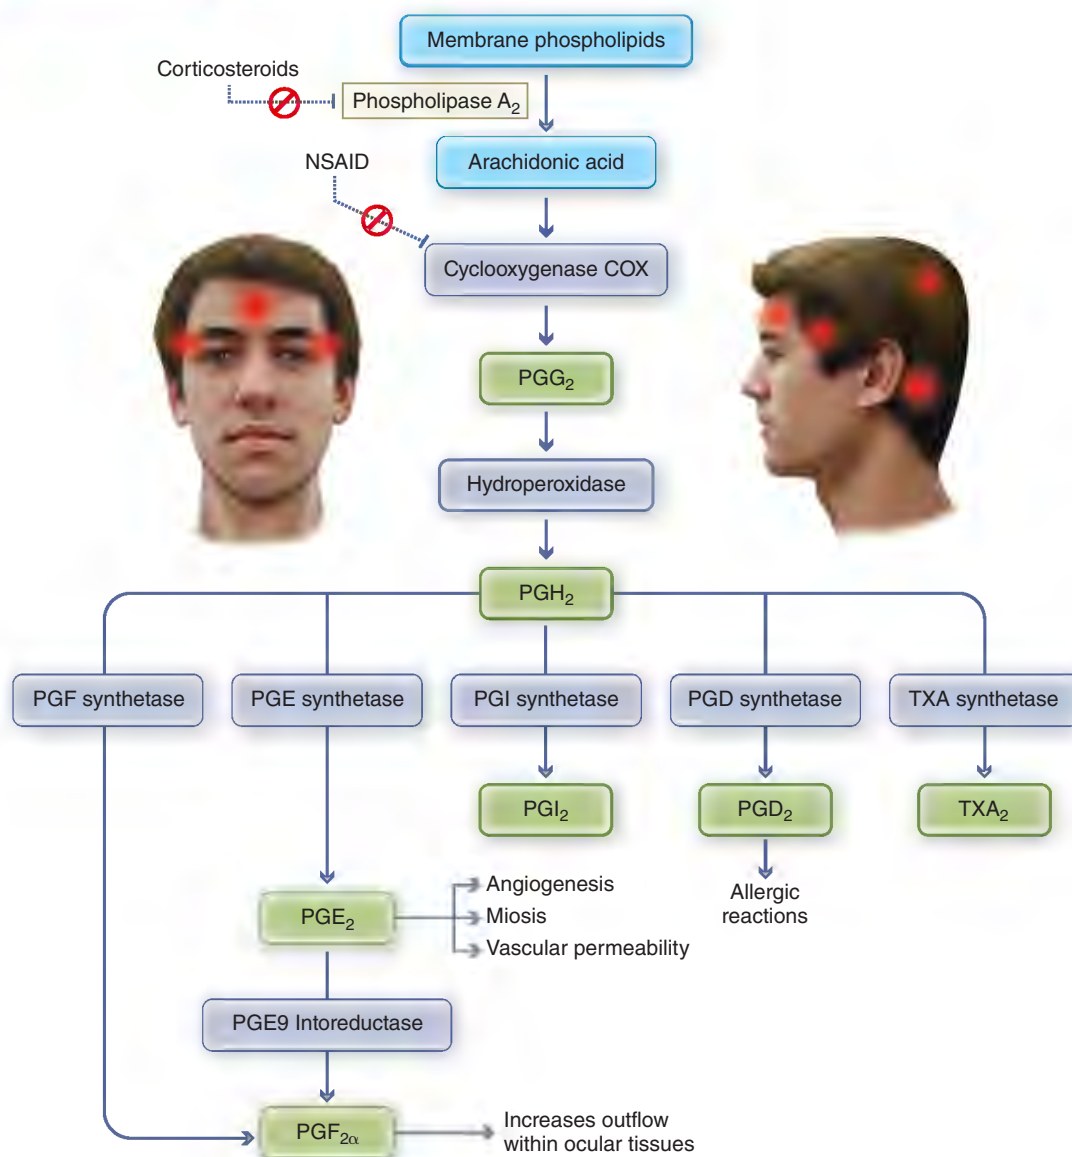 Membrane phospholipids
Corticosteroids
Phospholipase A₂
Arachidonic acid
NSAID
Cyclooxygenase COX
PGG₂
Hydroperoxidase
PGH₂
PGF synthetase
PGE synthetase
PGI synthetase
PGD synthetase
TXA synthetase
PGI₂
PGD₂
TXA₂
Angiogenesis
Miosis
Vascular permeability
Allergic
reactions
PGE₂
PGE9 Intoreductase
PGF₂α
Increases outflow
within ocular tissues